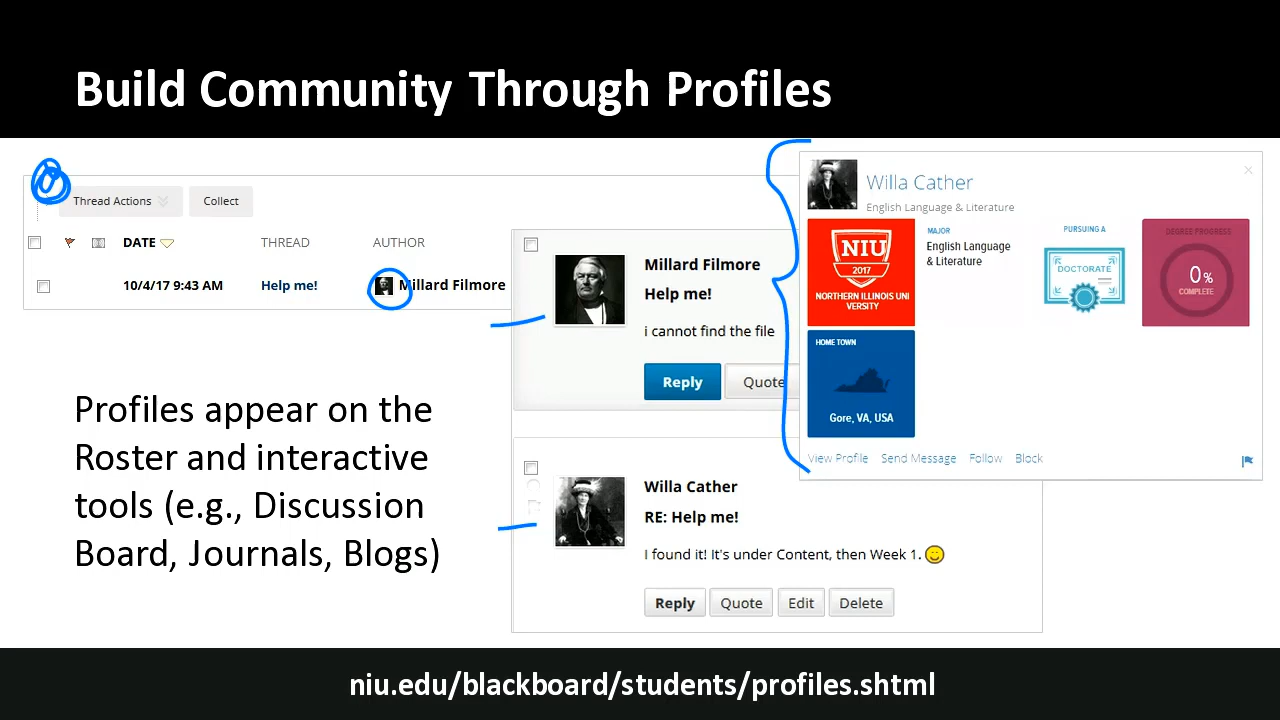 Build Community Through Profiles
Thread Actions
Collect
DATE
THREAD
AUTHOR
10/4/17 9:43 AM
Help me!
Millard Filmore
Profiles appear on the
Roster and interactive
tools (e.g., Discussion
Board, Journals, Blogs)
Millard Filmore
Help me!
i cannot find the file
Reply
Quote
Willa Cather
RE: Help me!
I found it! It's under Content, then Week 1.
Reply
Quote
Edit
Delete
Willa Cather
English Language & Literature
NIU
2017
NORTHERN ILLINOIS UNI
VERSITY
MAJOR
English Language
& Literature
PURSUING A
DOCTORATE
DEGREE PROGRESS
0%
COMPLETE
HOME TOWN
Gore, VA, USA
View Profile
Send Message
Follow
Block
niu.edu/blackboard/students/profiles.shtml